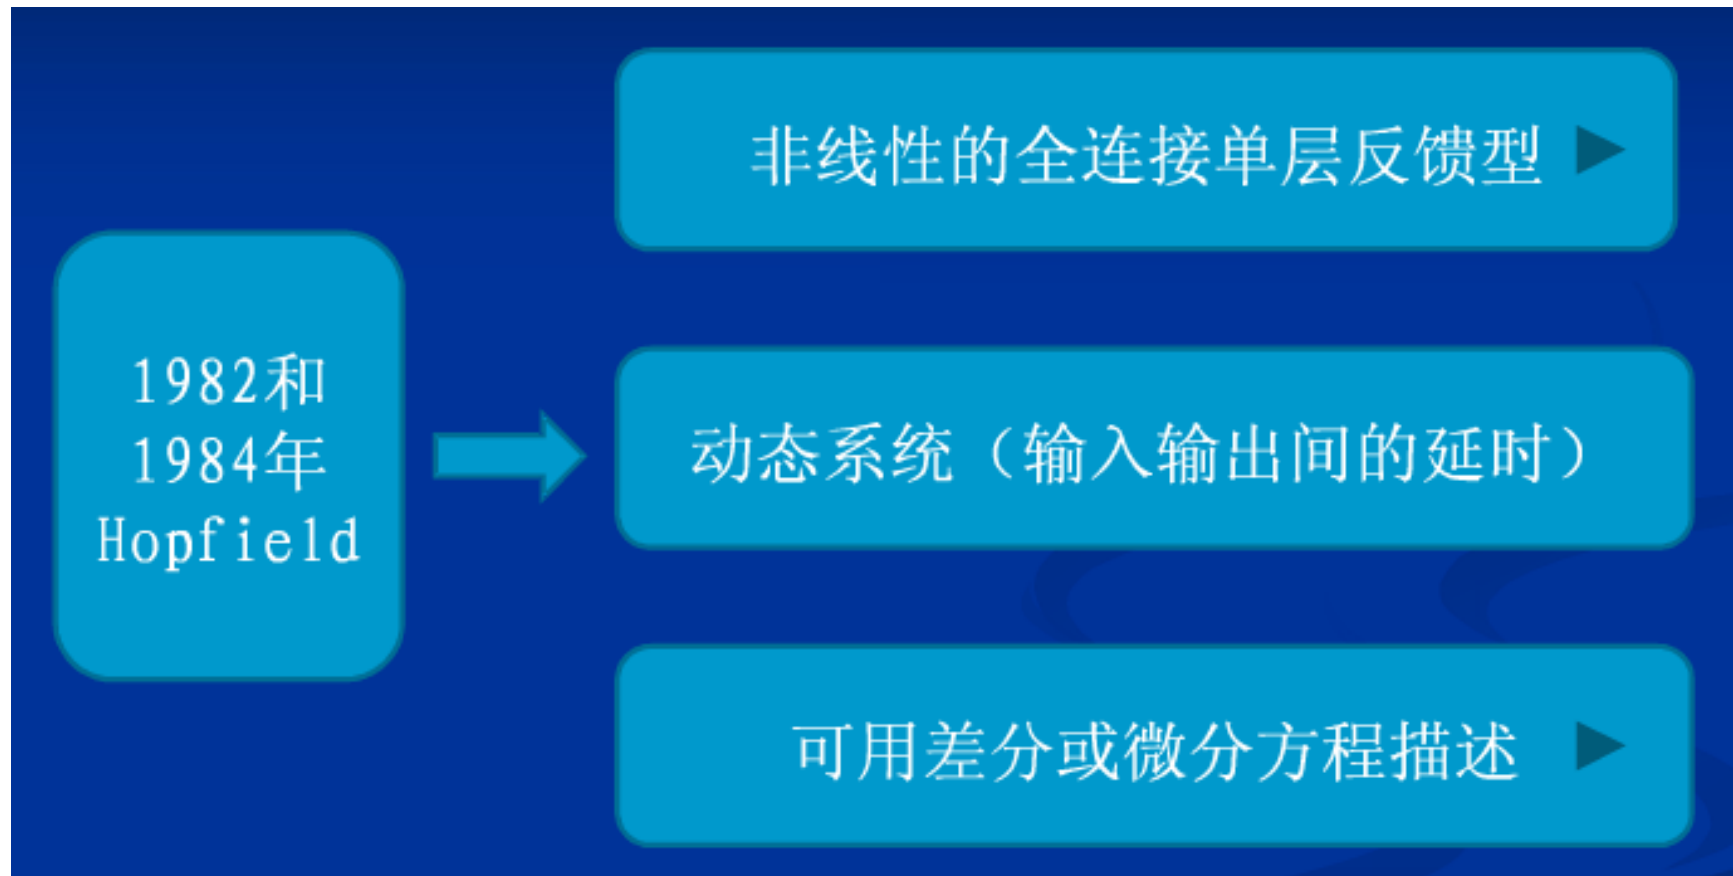 1982和
1984年
Hopfield
非线性的全连接单层反馈型
动态系统（输入输出间的延时）
可用差分或微分方程描述